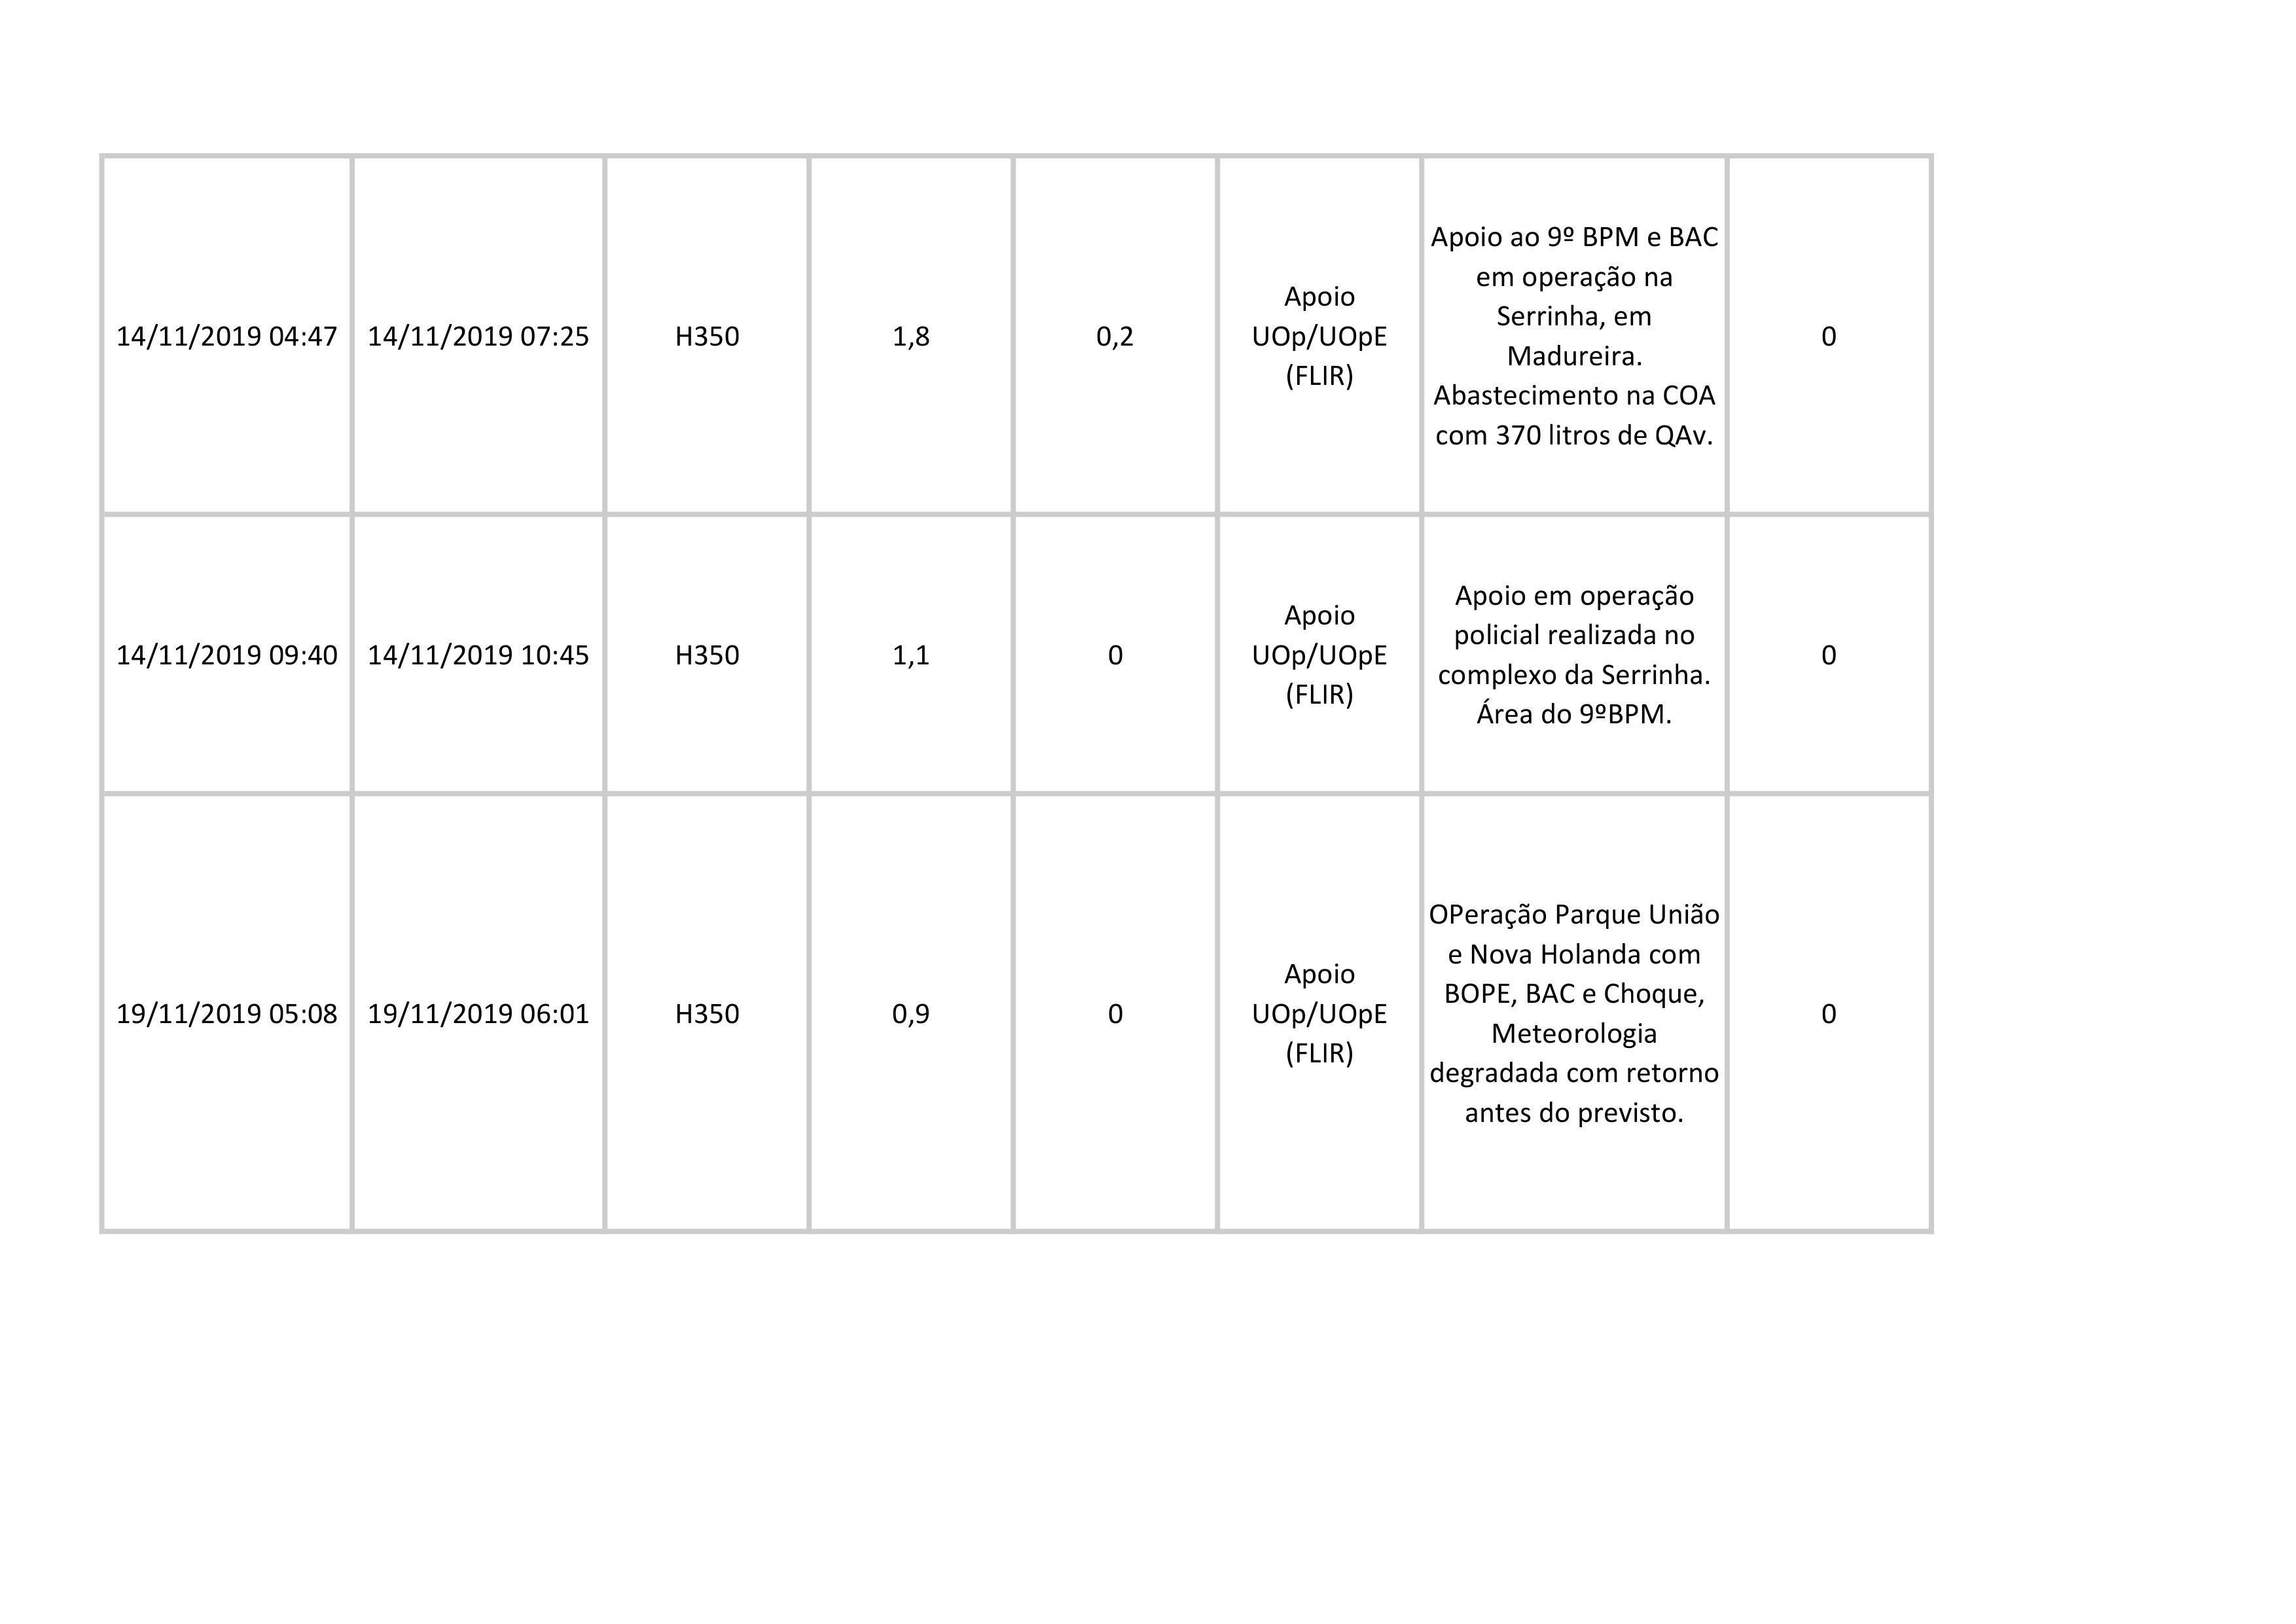 14/11/2019 04:47 14/11/2019 07:25 H350 1,8 0,2 Apoio
UOp/UOpE
(FLIR) Apoio ao 9º BPM e BAC
em operação na
Serrinha, em
Madureira.
Abastecimento na COA
com 370 litros de QAv. 0
14/11/2019 09:40 14/11/2019 10:45 H350 1,1 0 Apoio
UOp/UOpE
(FLIR) Apoio em operação
policial realizada no
complexo da Serrinha.
Área do 9ºBPM. 0
19/11/2019 05:08 19/11/2019 06:01 H350 0,9 0 Apoio
UOp/UOpE
(FLIR) OPeração Parque União
e Nova Holanda com
BOPE, BAC e Choque,
Meteorologia
degradada com retorno
antes do previsto. 0